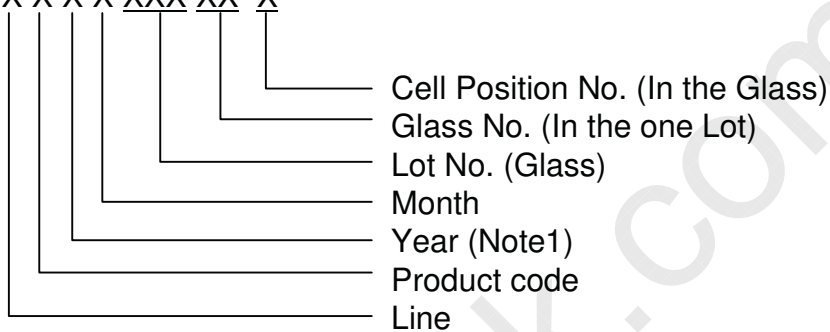 X X X X XXX XX X
Cell Position No. (In the Glass)
Glass No. (In the one Lot)
Lot No. (Glass)
Month
Year (Note1)
Product code
Line